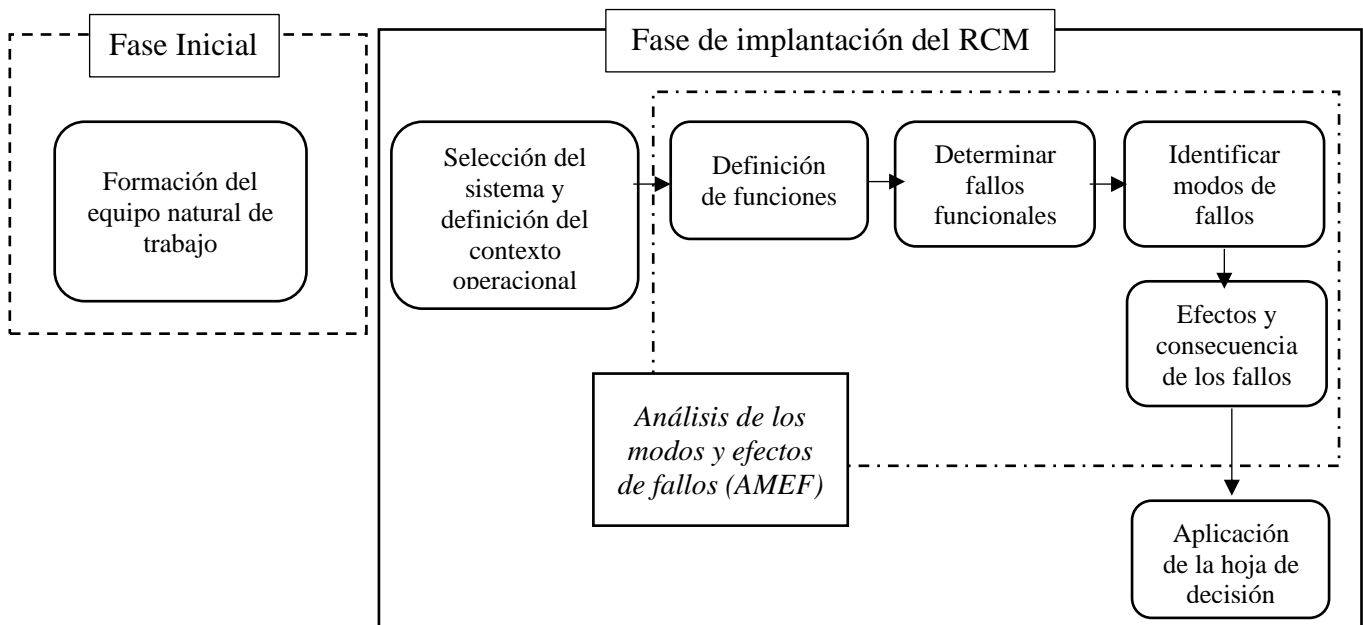 Fase Inicial
Formación del
equipo natural de
trabajo
Fase de implantación del RCM
Selección del
sistema y
definición del
contexto
operacional
Definición
de funciones
Determinar
fallos
funcionales
Identificar
modos de
fallos
Efectos y
consecuencia
de los fallos
Análisis de los
modos y efectos
de fallos (AMEF)
Aplicación
de la hoja de
decisión